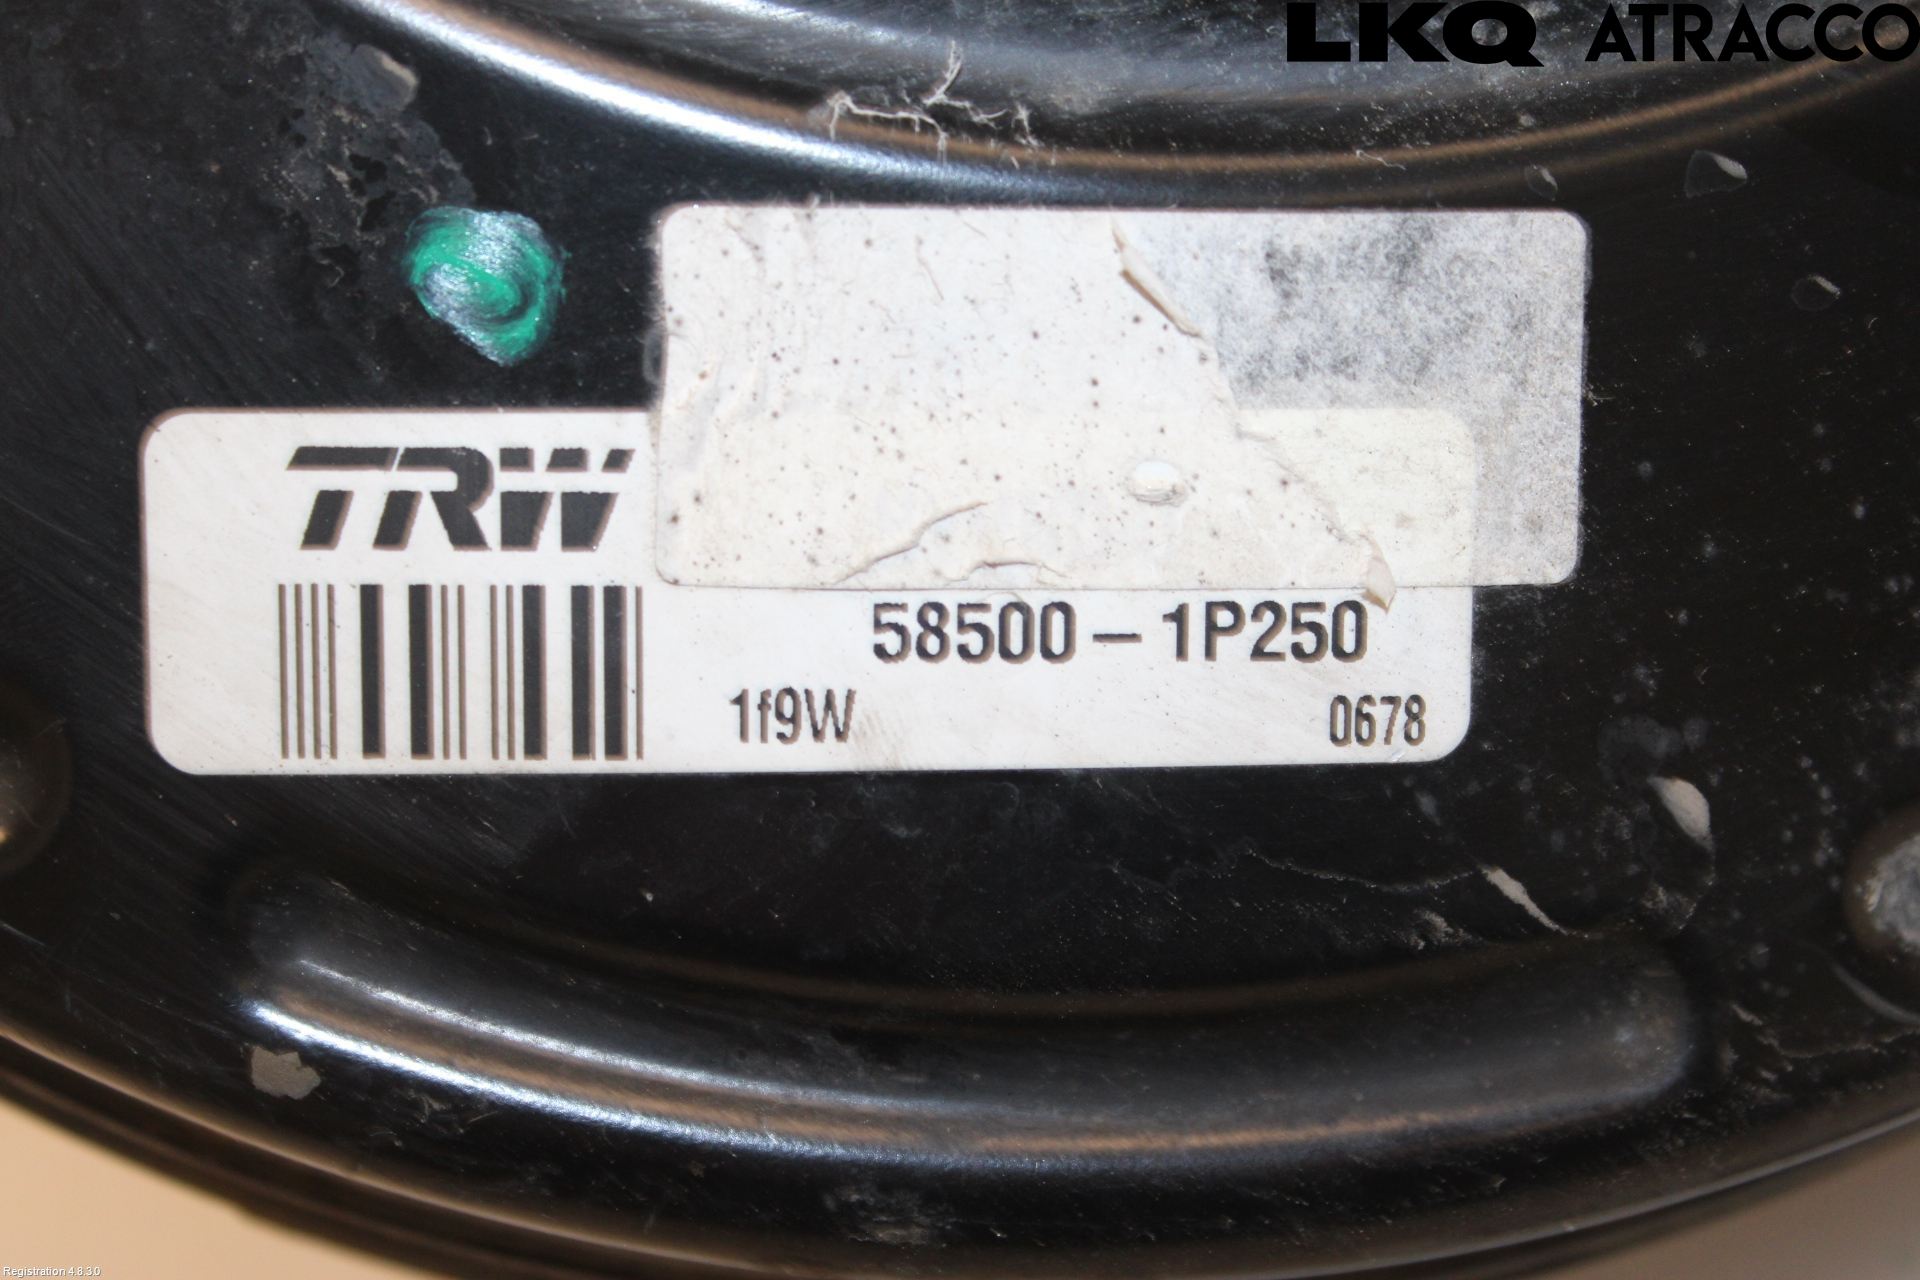 LKQ ATRACCO
TRW
58500-1P250
1f9W 0678
Registration 4.8.3.0